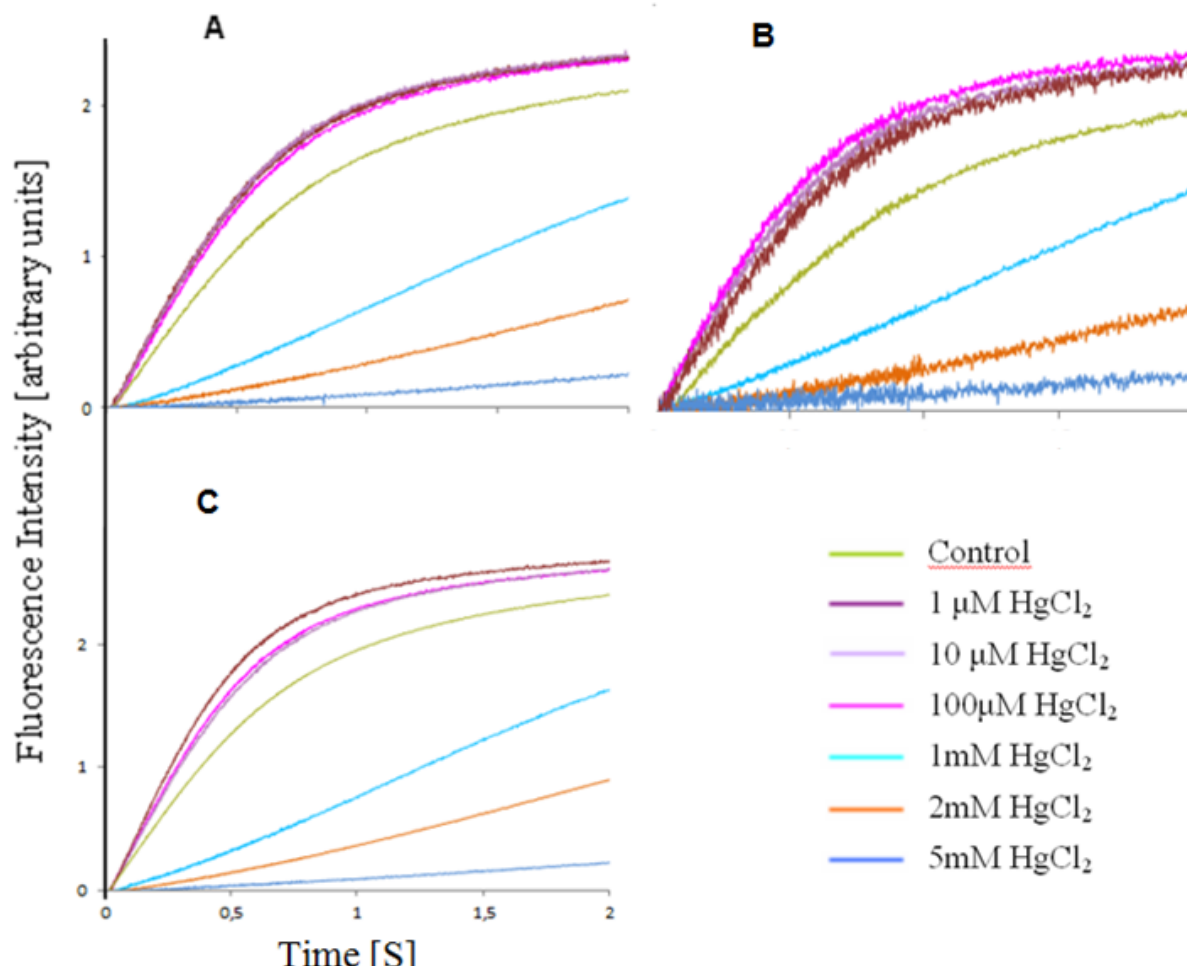 A
B
2
1
0
Fluorescence Intensity [arbitrary units]
C
2
1
0
0
0,5
1
1,5
2
Time [S]
Control
1 µM HgCl₂
10 µM HgCl₂
100µM HgCl₂
1mM HgCl₂
2mM HgCl₂
5mM HgCl₂